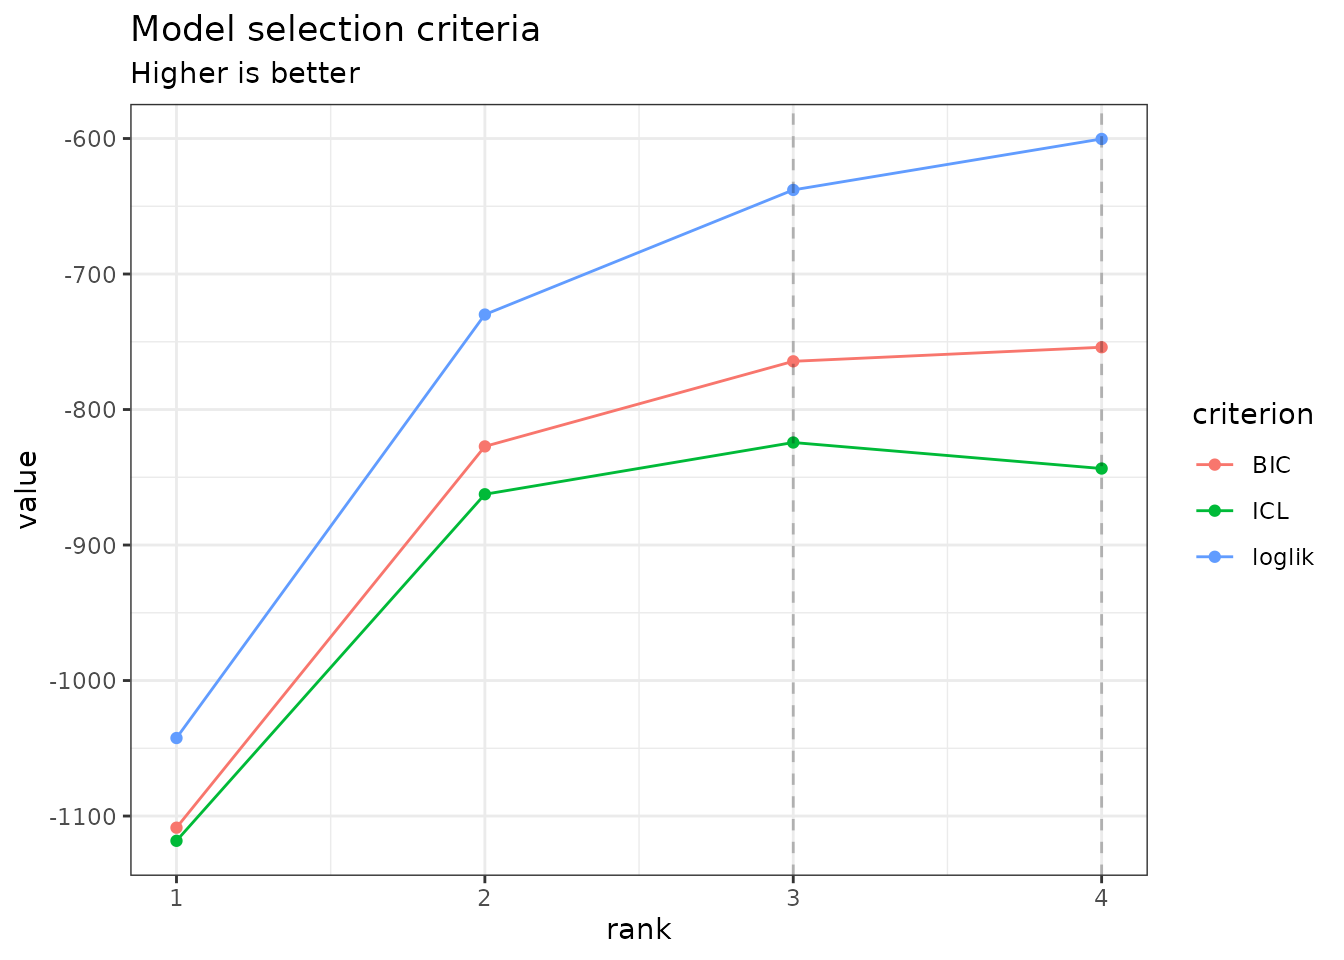 Model selection criteria
Higher is better
-600
-700
-800
-900
-1000
-1100
value
1 2 3 4
rank
criterion
BIC
ICL
loglik